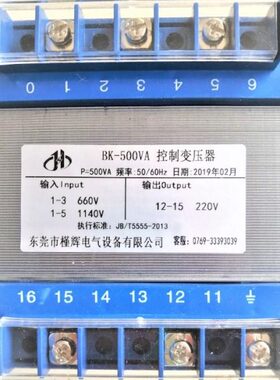 6 5 4 3 2 1 0
BK-500VA 控制变压器
P=500VA 频率:50/60Hz 日期:2019年02月
输入Input
输出Output
1-3 660V
12-15 220V
1-5 1140V
执行标准: JB/T5555-2013
东莞市槿辉电气设备有限公司 客服: 0769-33393039
16 15 14 13 12 11 ⏚